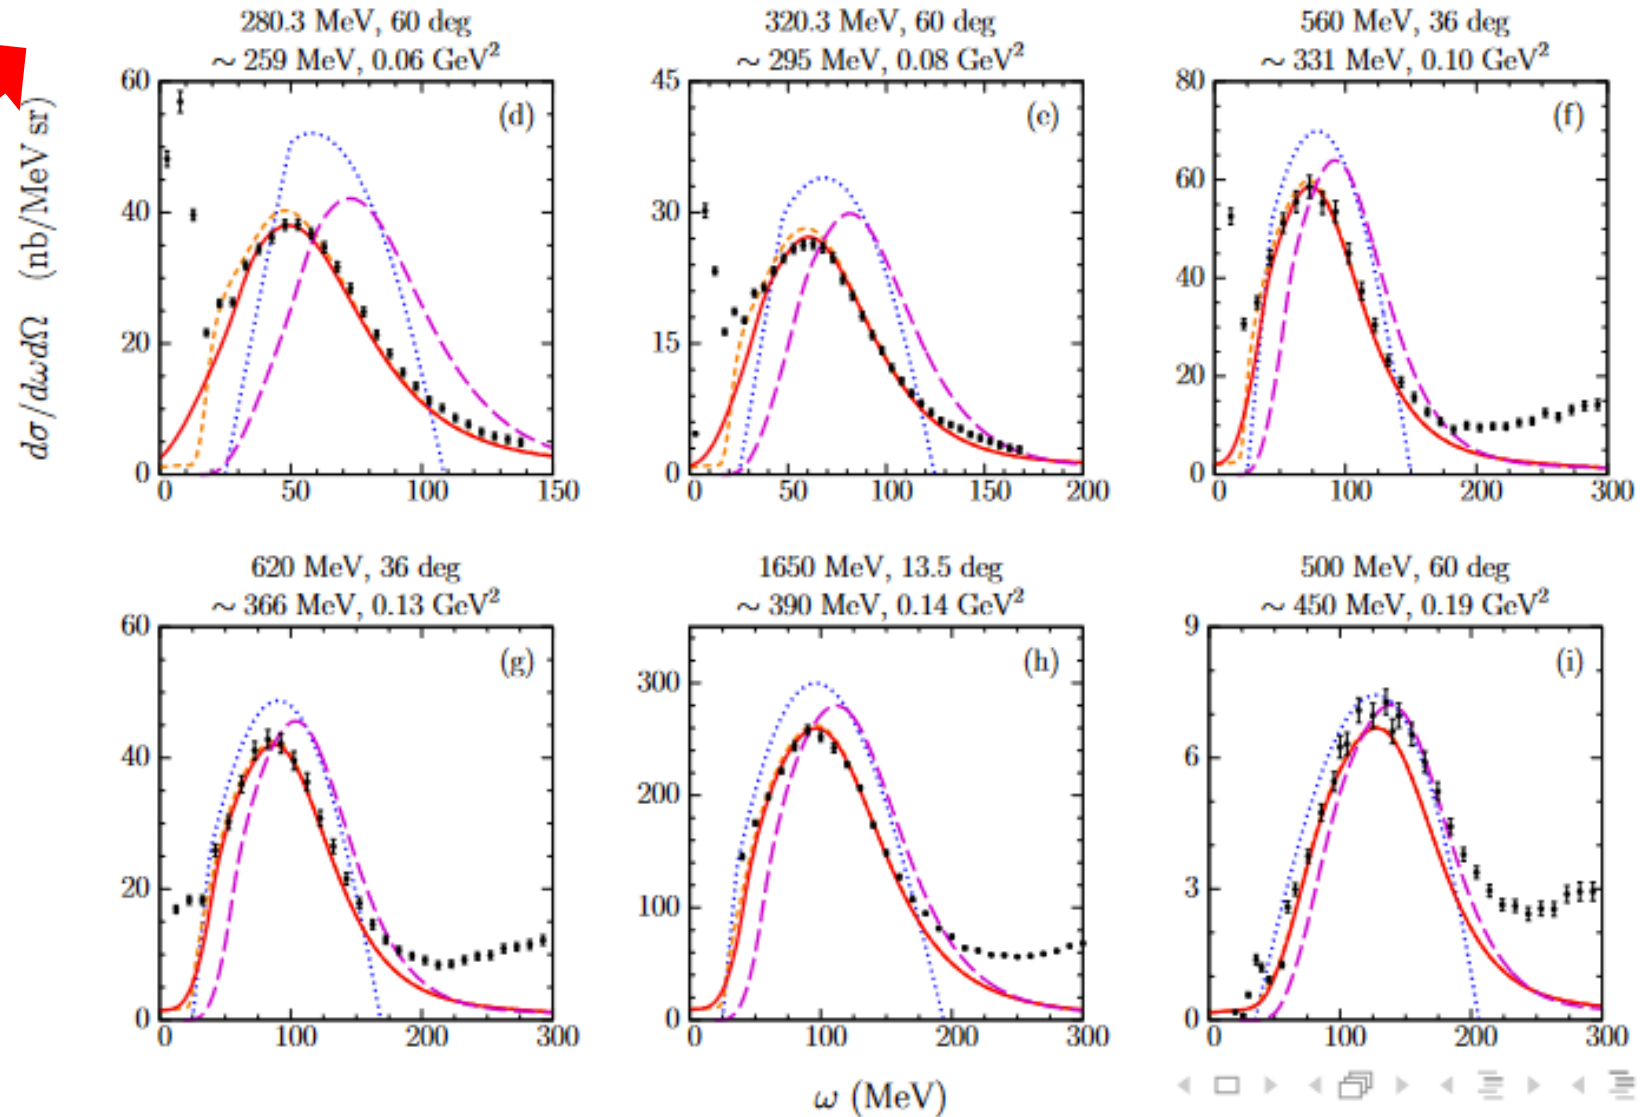 280.3 MeV, 60 deg
~ 259 MeV, 0.06 GeV²
320.3 MeV, 60 deg
~ 295 MeV, 0.08 GeV²
560 MeV, 36 deg
~ 331 MeV, 0.10 GeV²
dσ/dωdΩ (nb/MeV sr)
60
40
20
0
(d)
0 50 100 150
45
30
15
0
(e)
0 50 100 150 200
80
60
40
20
0
(f)
0 100 200 300
620 MeV, 36 deg
~ 366 MeV, 0.13 GeV²
1650 MeV, 13.5 deg
~ 390 MeV, 0.14 GeV²
500 MeV, 60 deg
~ 450 MeV, 0.19 GeV²
60
40
20
0
(g)
0 100 200 300
300
200
100
0
(h)
0 100 200 300
9
6
3
0
(i)
0 100 200 300
ω (MeV)